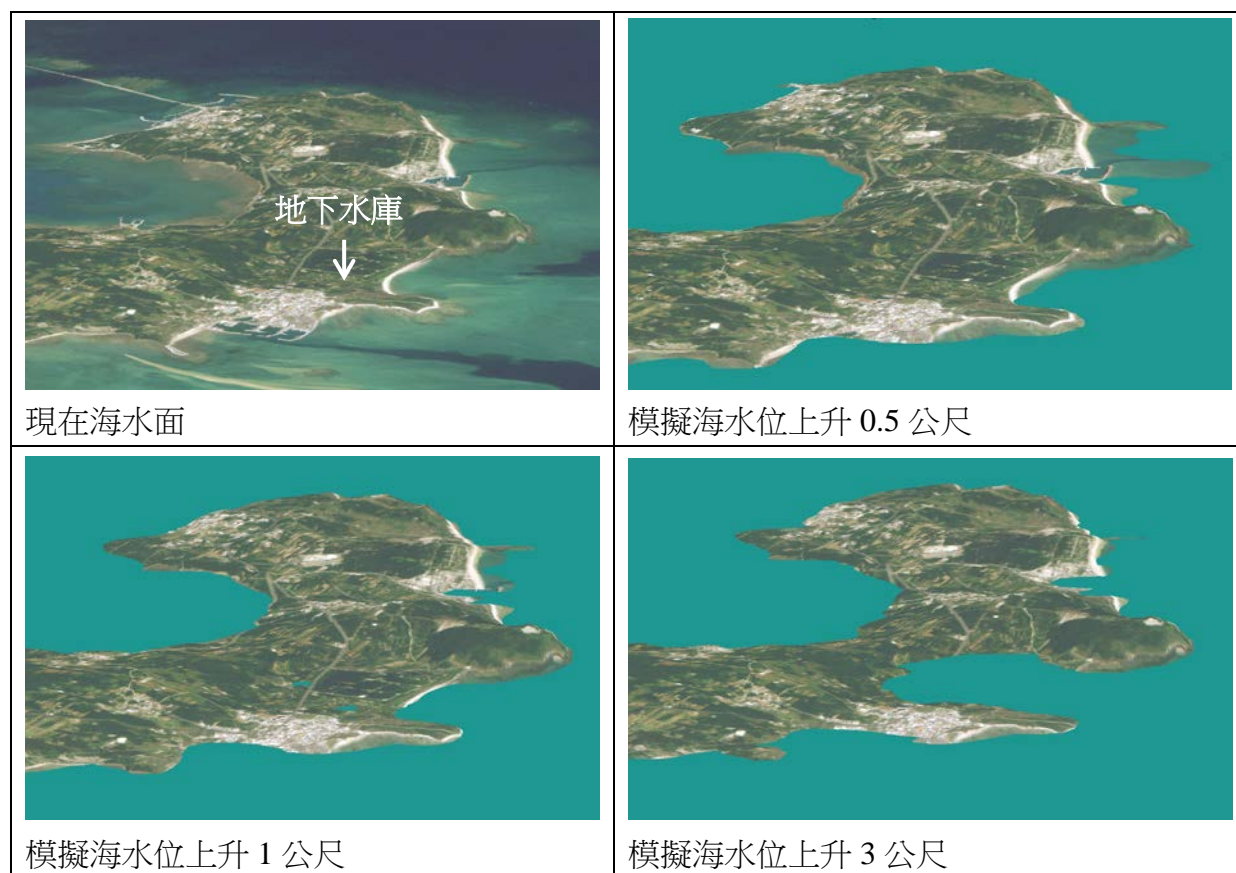 地下水庫
現在海水面
模擬海水位上升 0.5 公尺
模擬海水位上升 1 公尺
模擬海水位上升 3 公尺